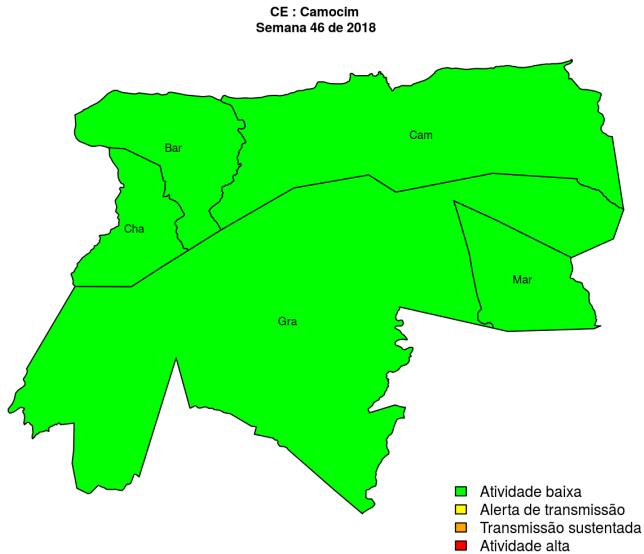 CE : Camocim
Semana 46 de 2018
Bar
Cam
Cha
Mar
Gra
Atividade baixa
Alerta de transmissão
Transmissão sustentada
Atividade alta